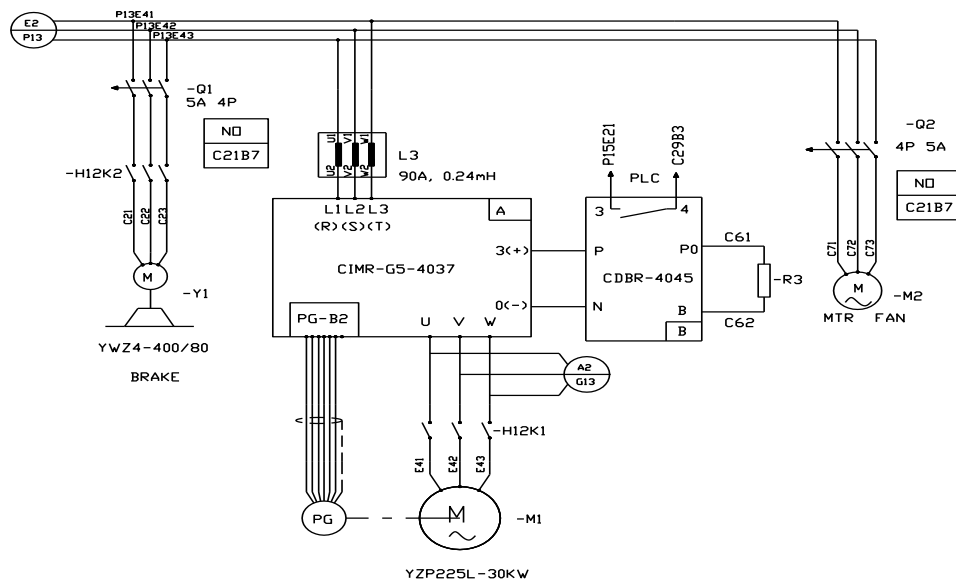 E2
P13
P13E41
P13E42
P13E43
-Q1
5A 4P
NO
C21B7
-H12K2
C21
C22
C23
M
-Y1
YWZ4-400/80
BRAKE
U1
V1
W1
U2
V2
W2
L3
90A, 0.24mH
L1 L2 L3
(R)(S)(T)
A
CIMR-G5-4037
3(+)
0(-)
PG-B2
U V W
P15E21
C29B3
PLC
3
4
P
P0
CDBR-4045
N
B
B
C61
-R3
C62
-Q2
4P 5A
NO
C21B7
C71
C72
C73
M
-M2
MTR FAN
A2
G13
-H12K1
E41
E42
E43
PG
M
-M1
YZP225L-30KW